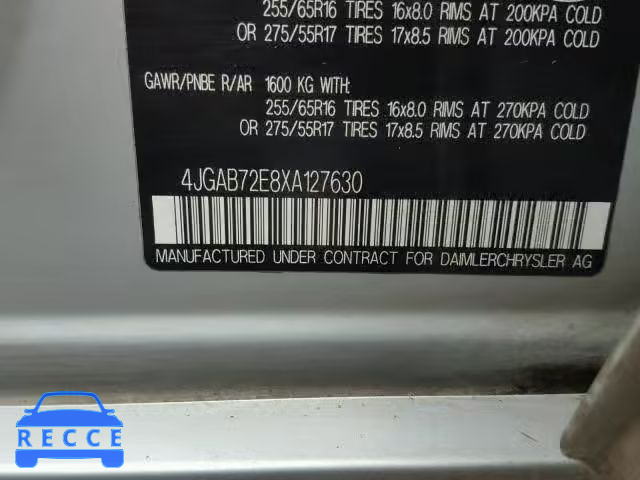 255/65R16 TIRES 16x8.0 RIMS AT 200KPA COLD
OR 275/55R17 TIRES 17x8.5 RIMS AT 200KPA COLD
GAWR/PNBE R/AR 1600 KG WITH:
255/65R16 TIRES 16x8.0 RIMS AT 270KPA COLD
OR 275/55R17 TIRES 17x8.5 RIMS AT 270KPA COLD
4JGAB72E8XA127630
MANUFACTURED UNDER CONTRACT FOR DAIMLERCHRYSLER AG
RECCE